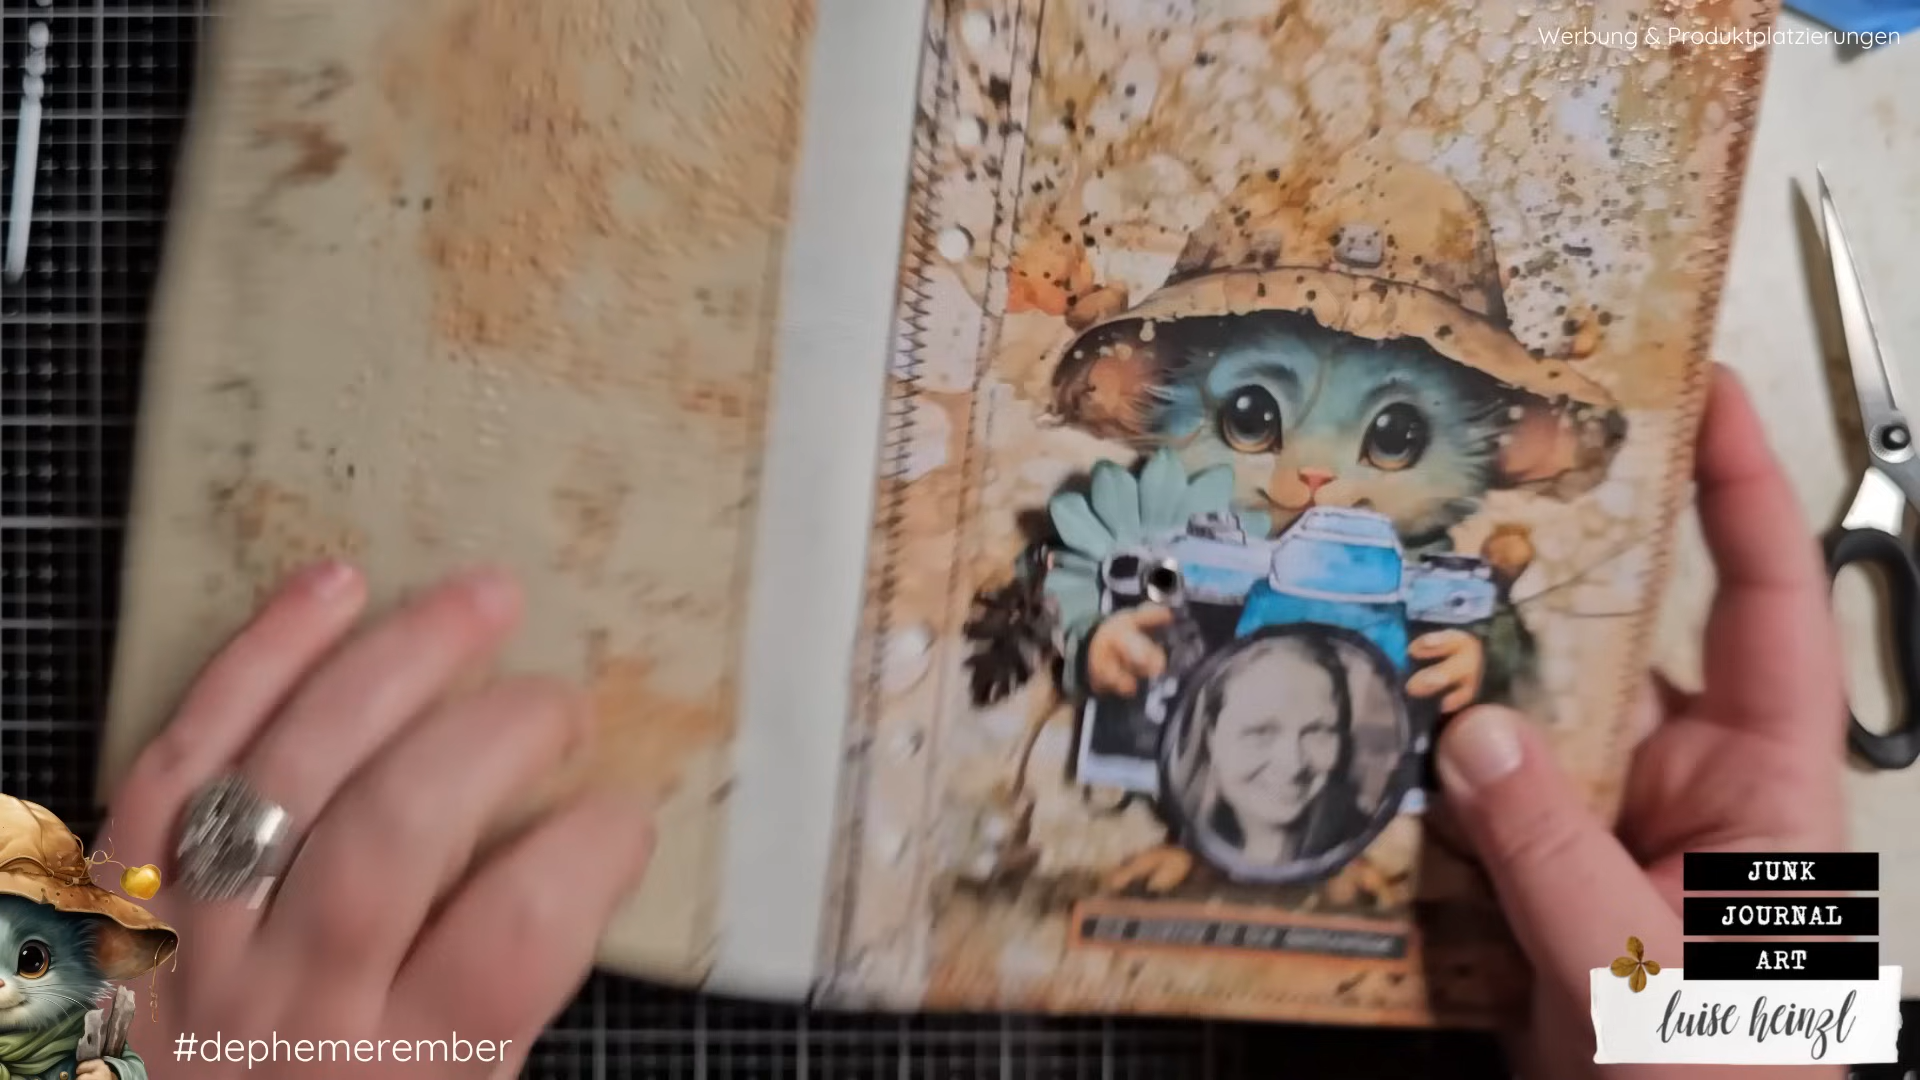 Werbung & Produktplatzierungen
JUNK
JOURNAL
ART
luise heinzl
#dephemerember